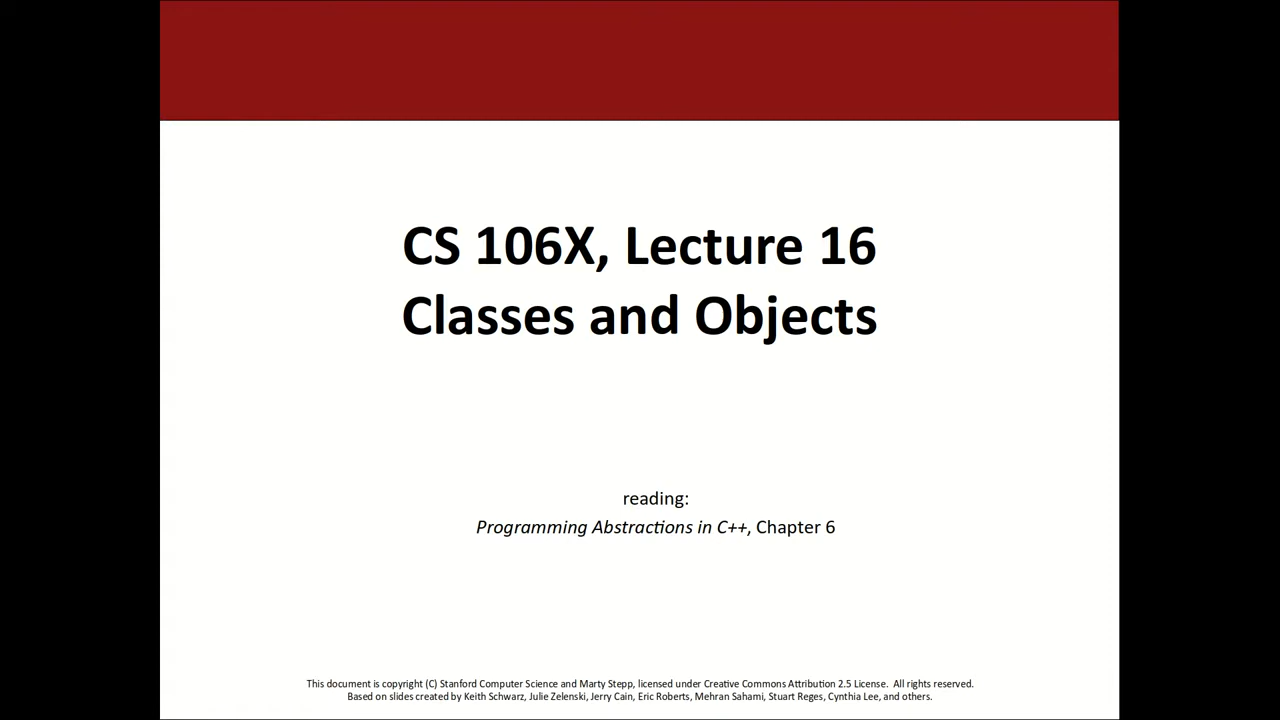 CS 106X, Lecture 16
Classes and Objects
reading:
Programming Abstractions in C++, Chapter 6
This document is copyright (C) Stanford Computer Science and Marty Stepp, licensed under Creative Commons Attribution 2.5 License.  All rights reserved.
Based on slides created by Keith Schwarz, Julie Zelenski, Jerry Cain, Eric Roberts, Mehran Sahami, Stuart Reges, Cynthia Lee, and others.